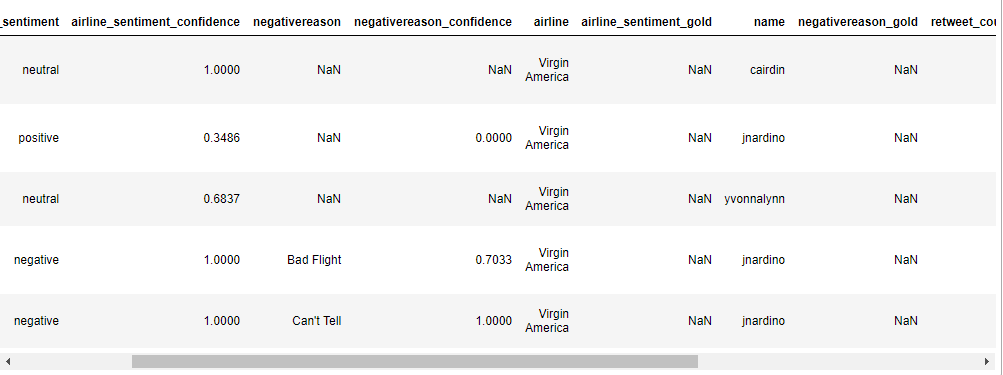 _sentiment airline_sentiment_confidence negativereason negativereason_confidence airline airline_sentiment_gold name negativereason_gold retweet_cou
neutral 1.0000 NaN NaN Virgin America NaN cairdin NaN
positive 0.3486 NaN 0.0000 Virgin America NaN jnardino NaN
neutral 0.6837 NaN NaN Virgin America NaN yvonnalynn NaN
negative 1.0000 Bad Flight 0.7033 Virgin America NaN jnardino NaN
negative 1.0000 Can't Tell 1.0000 Virgin America NaN jnardino NaN